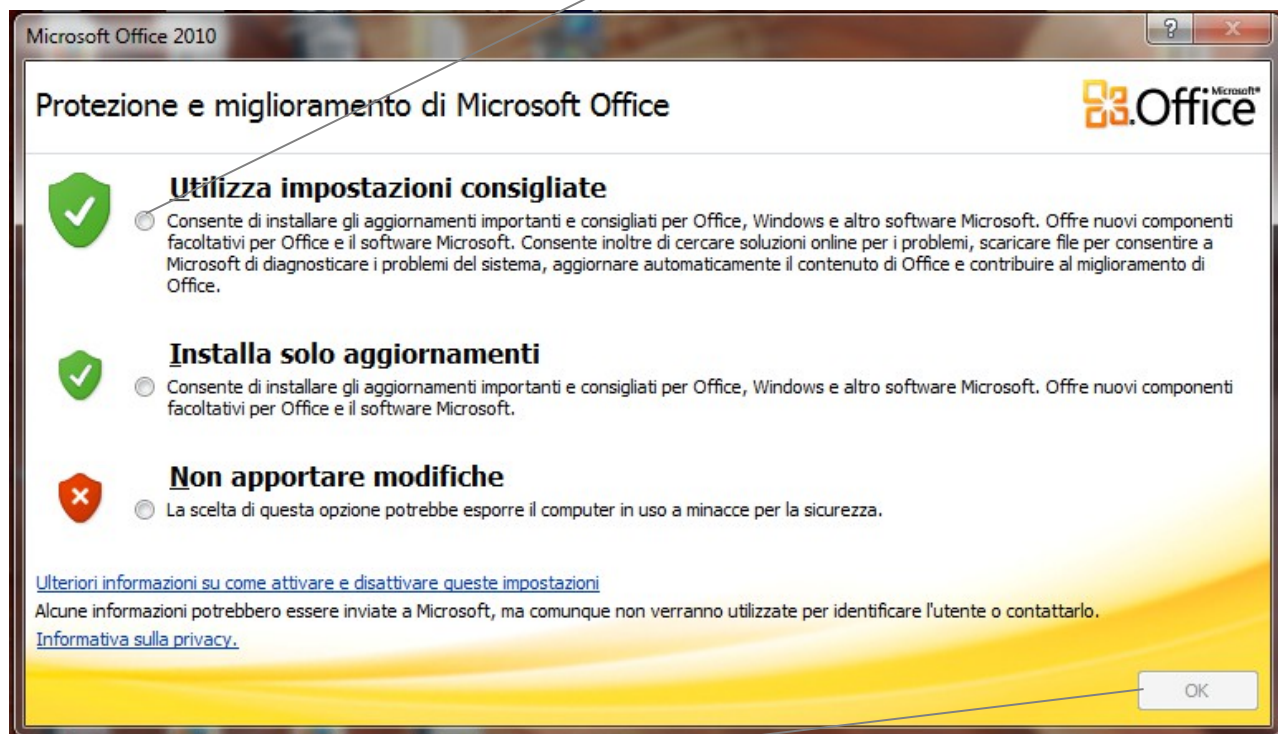 Microsoft Office 2010
Protezione e miglioramento di Microsoft Office
Microsoft®
Office
Utilizza impostazioni consigliate
Consente di installare gli aggiornamenti importanti e consigliati per Office, Windows e altro software Microsoft. Offre nuovi componenti
facoltativi per Office e il software Microsoft. Consente inoltre di cercare soluzioni online per i problemi, scaricare file per consentire a
Microsoft di diagnosticare i problemi del sistema, aggiornare automaticamente il contenuto di Office e contribuire al miglioramento di
Office.
Installa solo aggiornamenti
Consente di installare gli aggiornamenti importanti e consigliati per Office, Windows e altro software Microsoft. Offre nuovi componenti
facoltativi per Office e il software Microsoft.
Non apportare modifiche
La scelta di questa opzione potrebbe esporre il computer in uso a minacce per la sicurezza.
Ulteriori informazioni su come attivare e disattivare queste impostazioni
Alcune informazioni potrebbero essere inviate a Microsoft, ma comunque non verranno utilizzate per identificare l'utente o contattarlo.
Informativa sulla privacy.
OK